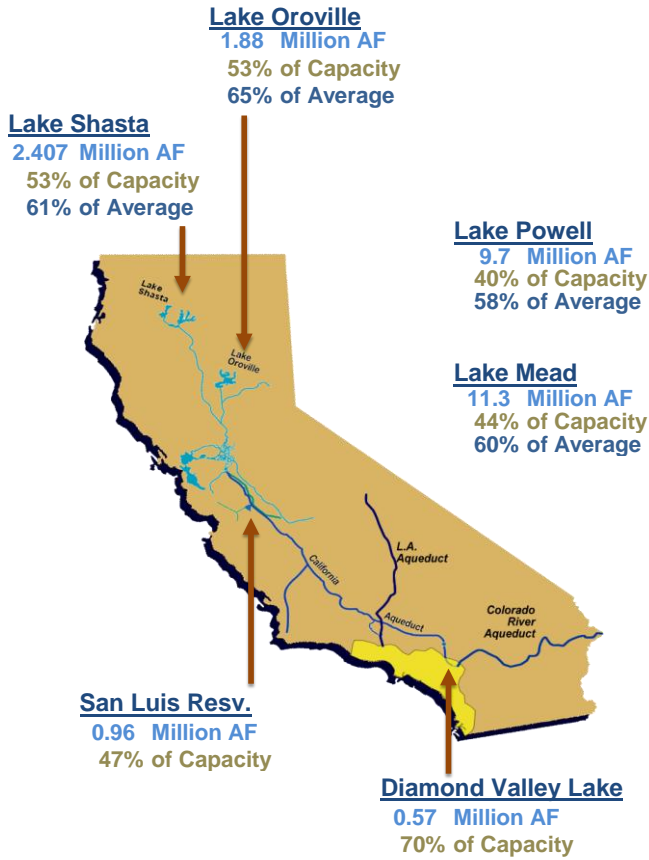 Lake Oroville
1.88 Million AF
53% of Capacity
65% of Average
Lake Shasta
2.407 Million AF
53% of Capacity
61% of Average
Lake Powell
9.7 Million AF
40% of Capacity
58% of Average
Lake Mead
11.3 Million AF
44% of Capacity
60% of Average
Lake
Shasta
Lake
Oroville
L.A.
Aqueduct
California
Aqueduct
Colorado
River
Aqueduct
San Luis Resv.
0.96 Million AF
47% of Capacity
Diamond Valley Lake
0.57 Million AF
70% of Capacity